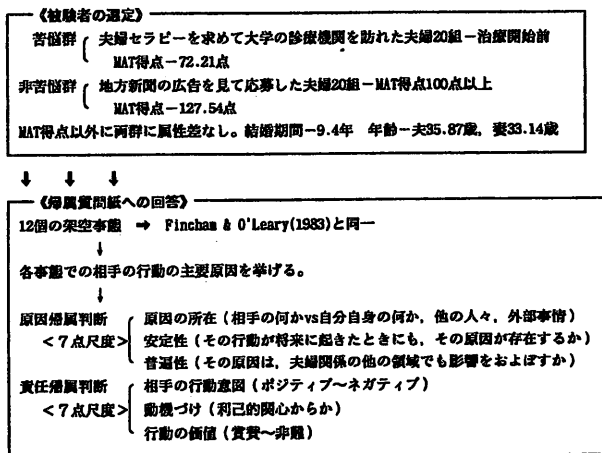 《被験者の選定》
苦悩群 { 夫婦セラピーを求めて大学の診療機関を訪れた夫婦20組－治療開始前
MAT得点－72.21点
非苦悩群 { 地方新聞の広告を見て応募した夫婦20組－MAT得点100点以上
MAT得点－127.54点
MAT得点以外に両群に属性差なし。結婚期間－9.4年 年齢－夫35.87歳，妻33.14歳
↓ ↓ ↓
《帰属質問紙への回答》
12個の架空事態 → Fincham & O'Leary(1983)と同一
↓
各事態での相手の行動の主要原因を挙げる。
↓
原因帰属判断 { 原因の所在（相手の何かvs自分自身の何か，他の人々，外部事情）
＜7点尺度＞ 安定性（その行動が将来に起きたときにも，その原因が存在するか）
普遍性（その原因は，夫婦関係の他の領域でも影響をおよぼすか）
責任帰属判断 { 相手の行動意図（ポジティブ～ネガティブ）
＜7点尺度＞ 動機づけ（利己的関心からか）
行動の価値（賞賛～非難）